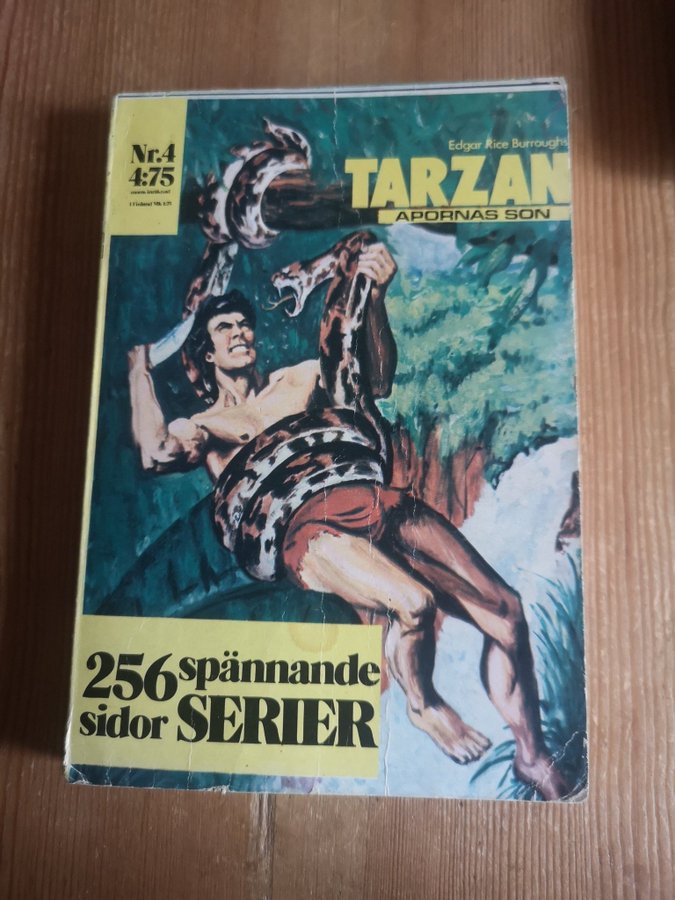 Nr.4
4:75
Edgar Rice Burroughs
TARZAN
APORNAS SON
256 spännande
sidor SERIER